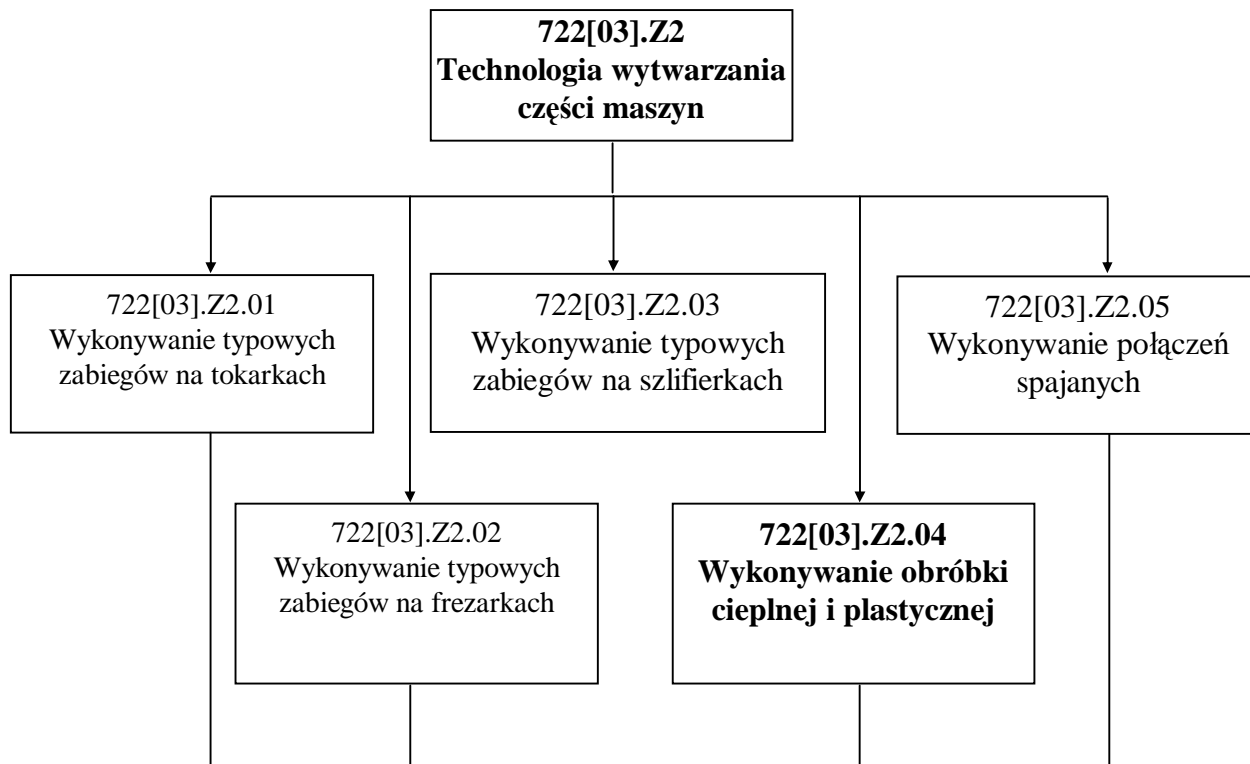 722[03].Z2
Technologia wytwarzania
części maszyn
722[03].Z2.01
Wykonywanie typowych
zabiegów na tokarkach
722[03].Z2.03
Wykonywanie typowych
zabiegów na szlifierkach
722[03].Z2.05
Wykonywanie połączeń
spajanych
722[03].Z2.02
Wykonywanie typowych
zabiegów na frezarkach
722[03].Z2.04
Wykonywanie obróbki
cieplnej i plastycznej